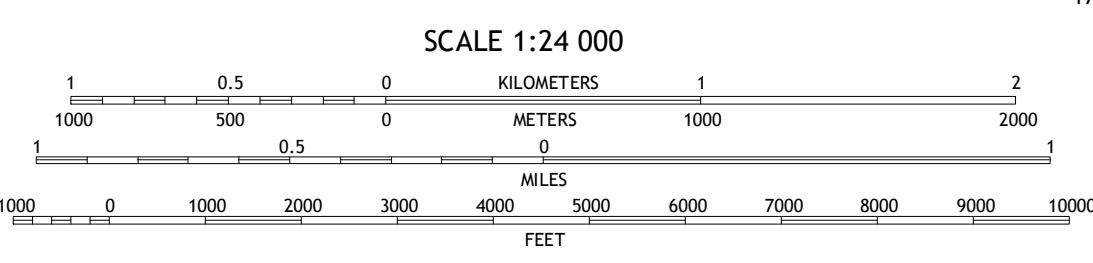 SCALE 1:24 000
1 0.5 0 KILOMETERS 1 2
1000 500 0 METERS 1000 2000
1 0.5 0 1
MILES
1000 0 1000 2000 3000 4000 5000 6000 7000 8000 9000 10000
FEET